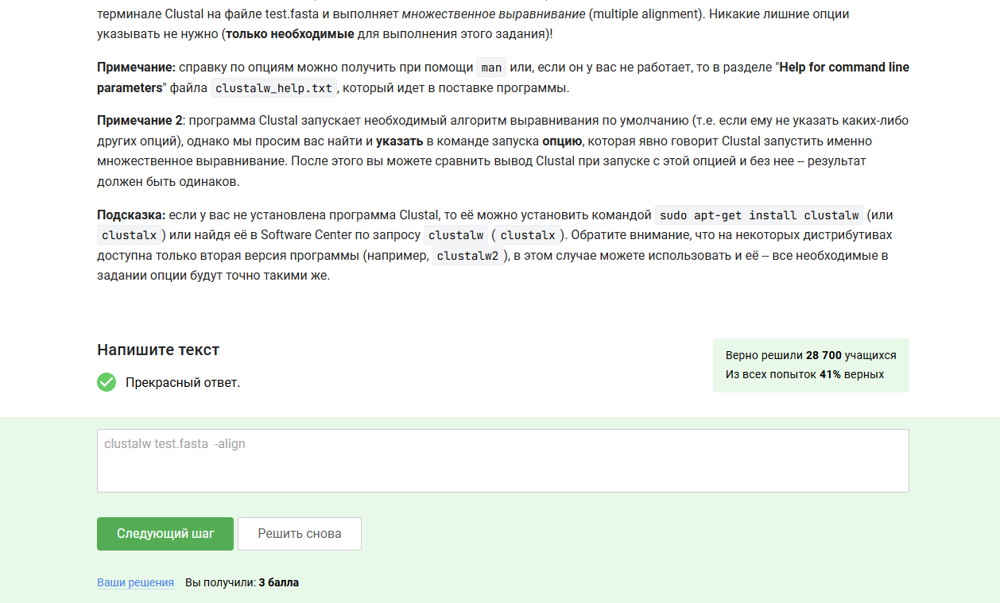 терминале Clustal на файле test.fasta и выполняет множественное выравнивание (multiple alignment). Никакие лишние опции
указывать не нужно (только необходимые для выполнения этого задания)!
Примечание: справку по опциям можно получить при помощи man или, если он у вас не работает, то в разделе "Help for command line
parameters" файла clustalw_help.txt, который идет в поставке программы.
Примечание 2: программа Clustal запускает необходимый алгоритм выравнивания по умолчанию (т.е. если ему не указать каких-либо
других опций), однако мы просим вас найти и указать в команде запуска опцию, которая явно говорит Clustal запустить именно
множественное выравнивание. После этого вы можете сравнить вывод Clustal при запуске с этой опцией и без нее -- результат
должен быть одинаков.
Подсказка: если у вас не установлена программа Clustal, то её можно установить командой sudo apt-get install clustalw (или
clustalx) или найдя её в Software Center по запросу clustalw (clustalx). Обратите внимание, что на некоторых дистрибутивах
доступна только вторая версия программы (например, clustalw2), в этом случае можете использовать и её -- все необходимые в
задании опции будут точно такими же.
Напишите текст
Верно решили 28 700 учащихся
Из всех попыток 41% верных
Прекрасный ответ.
clustalw test.fasta  -align
Следующий шаг
Решить снова
Ваши решения
Вы получили: 3 балла